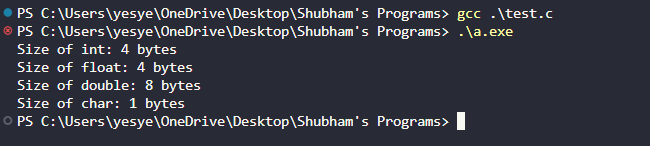 PS C:\Users\yesye\OneDrive\Desktop\Shubham's Programs> gcc .\test.c
PS C:\Users\yesye\OneDrive\Desktop\Shubham's Programs> .\a.exe
Size of int: 4 bytes
Size of float: 4 bytes
Size of double: 8 bytes
Size of char: 1 bytes
PS C:\Users\yesye\OneDrive\Desktop\Shubham's Programs>